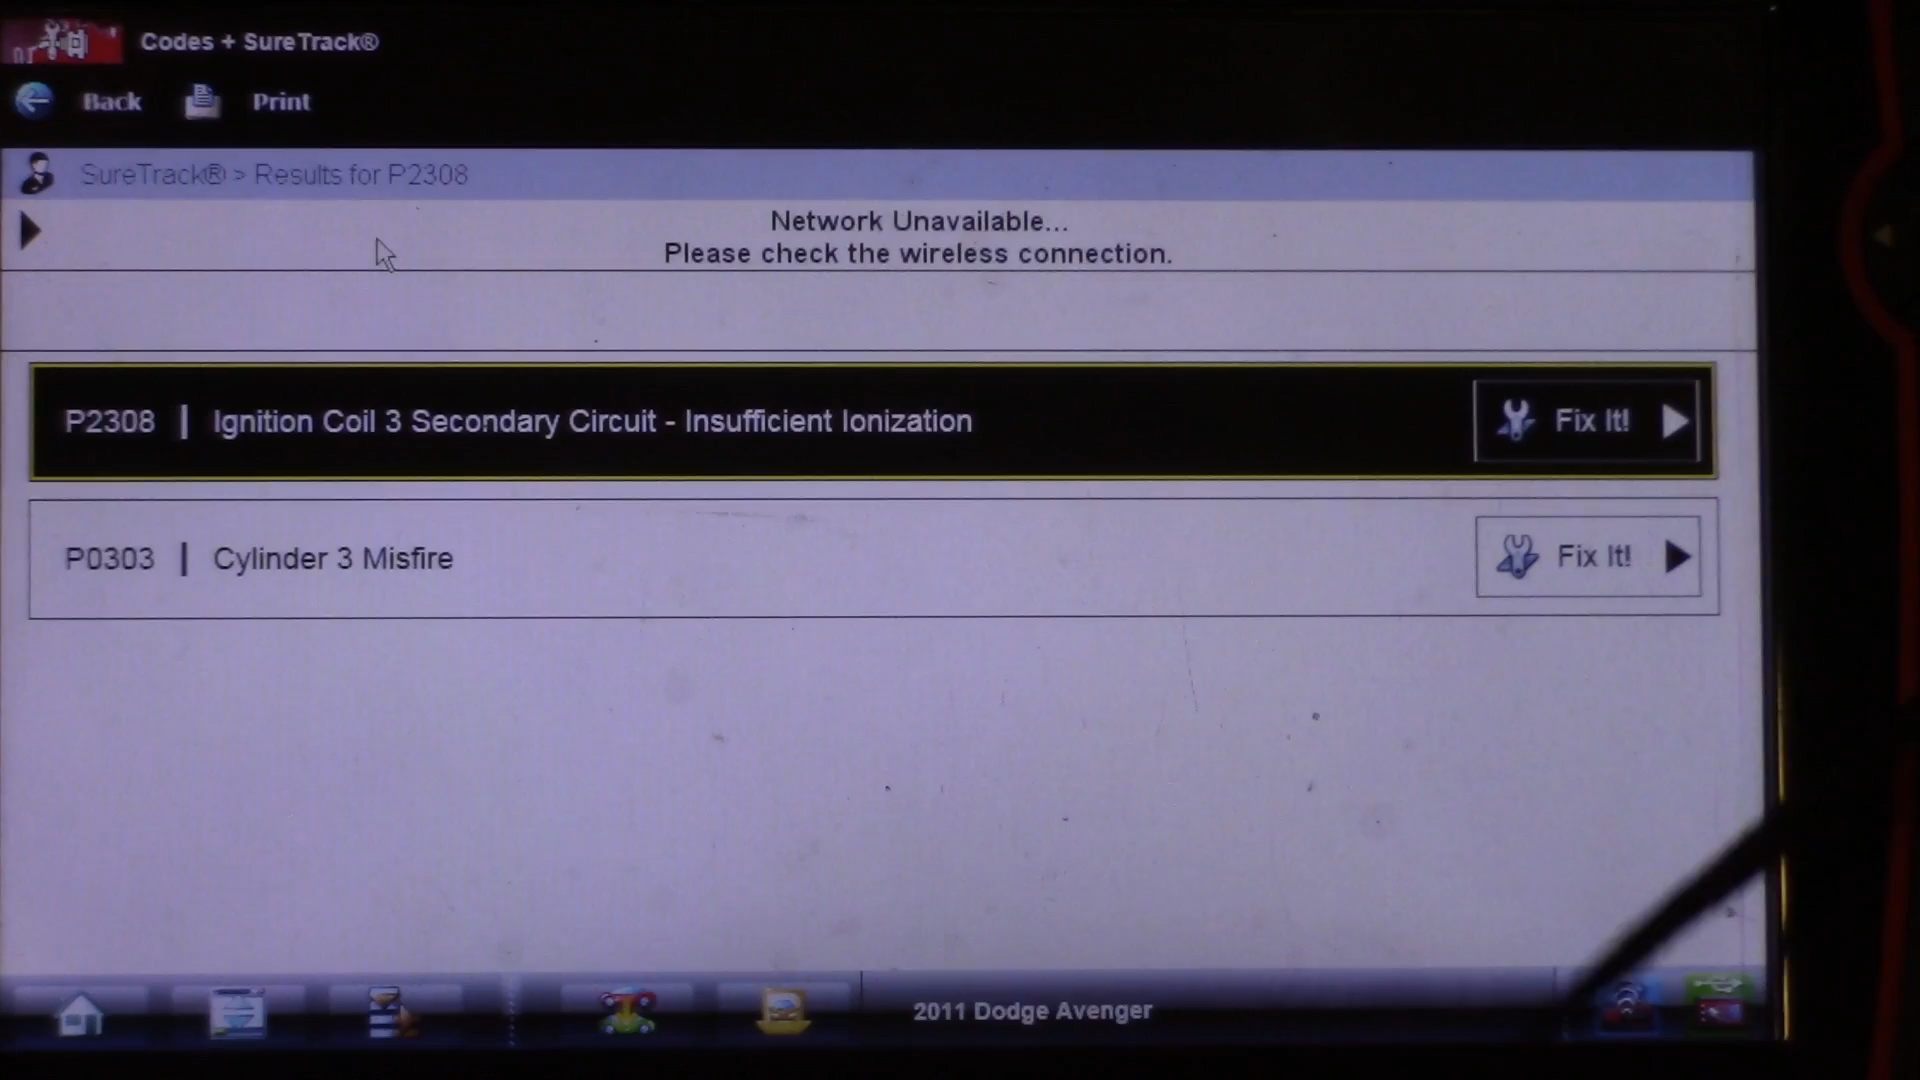 Codes + SureTrack®
Back Print
SureTrack® > Results for P2308
Network Unavailable...
Please check the wireless connection.
P2308 | Ignition Coil 3 Secondary Circuit - Insufficient Ionization Fix It!
P0303 | Cylinder 3 Misfire Fix It!
2011 Dodge Avenger